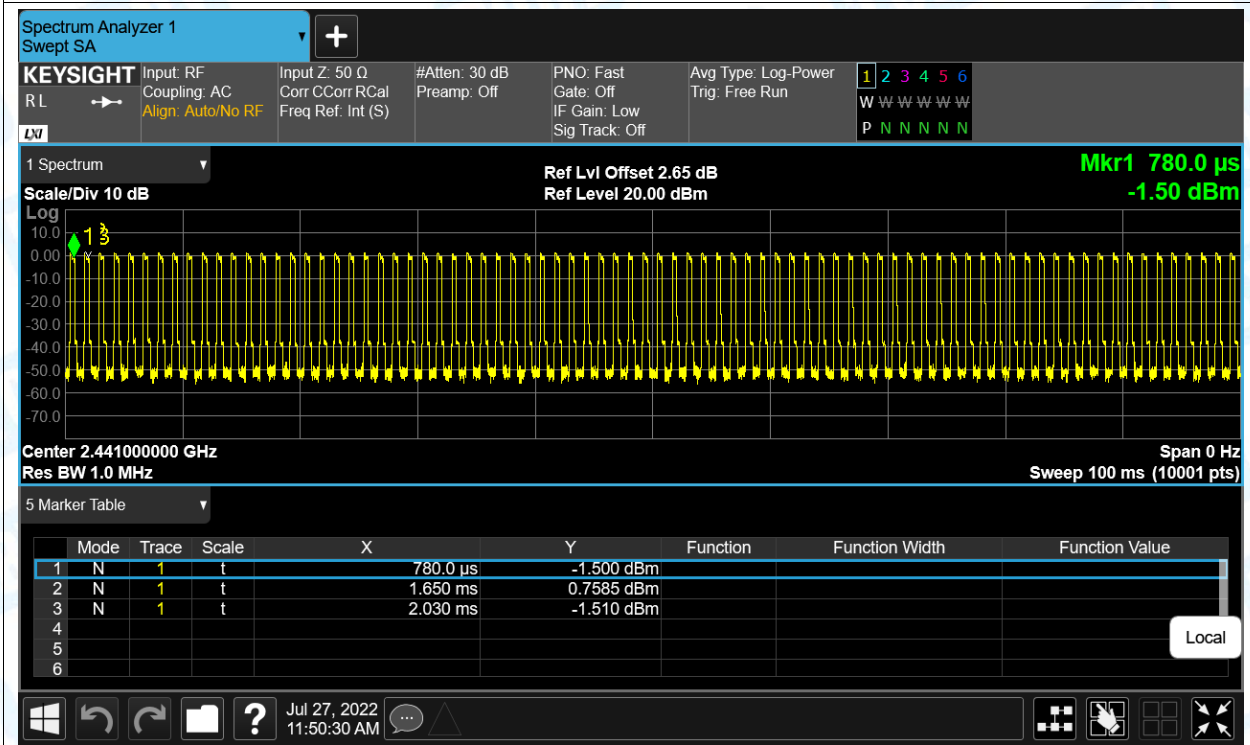 Spectrum Analyzer 1
Swept SA
KEYSIGHT Input: RF Input Z: 50 Ω #Atten: 30 dB PNO: Fast Avg Type: Log-Power 1 2 3 4 5 6
R L Coupling: AC Corr CCorr RCal Preamp: Off Gate: Off Trig: Free Run W W W W W W
Align: Auto/No RF Freq Ref: Int (S) IF Gain: Low
LXI Sig Track: Off P N N N N N
1 Spectrum Ref Lvl Offset 2.65 dB Mkr1 780.0 µs
Scale/Div 10 dB Ref Level 20.00 dBm -1.50 dBm
Log
10.0 1 3
0.00
-10.0
-20.0
-30.0
-40.0
-50.0
-60.0
-70.0
Center 2.441000000 GHz Span 0 Hz
Res BW 1.0 MHz Sweep 100 ms (10001 pts)
5 Marker Table
Mode Trace Scale X Y Function Function Width Function Value
1 N 1 t 780.0 µs -1.500 dBm
2 N 1 t 1.650 ms 0.7585 dBm
3 N 1 t 2.030 ms -1.510 dBm
4
5
6
Local
? Jul 27, 2022
11:50:30 AM